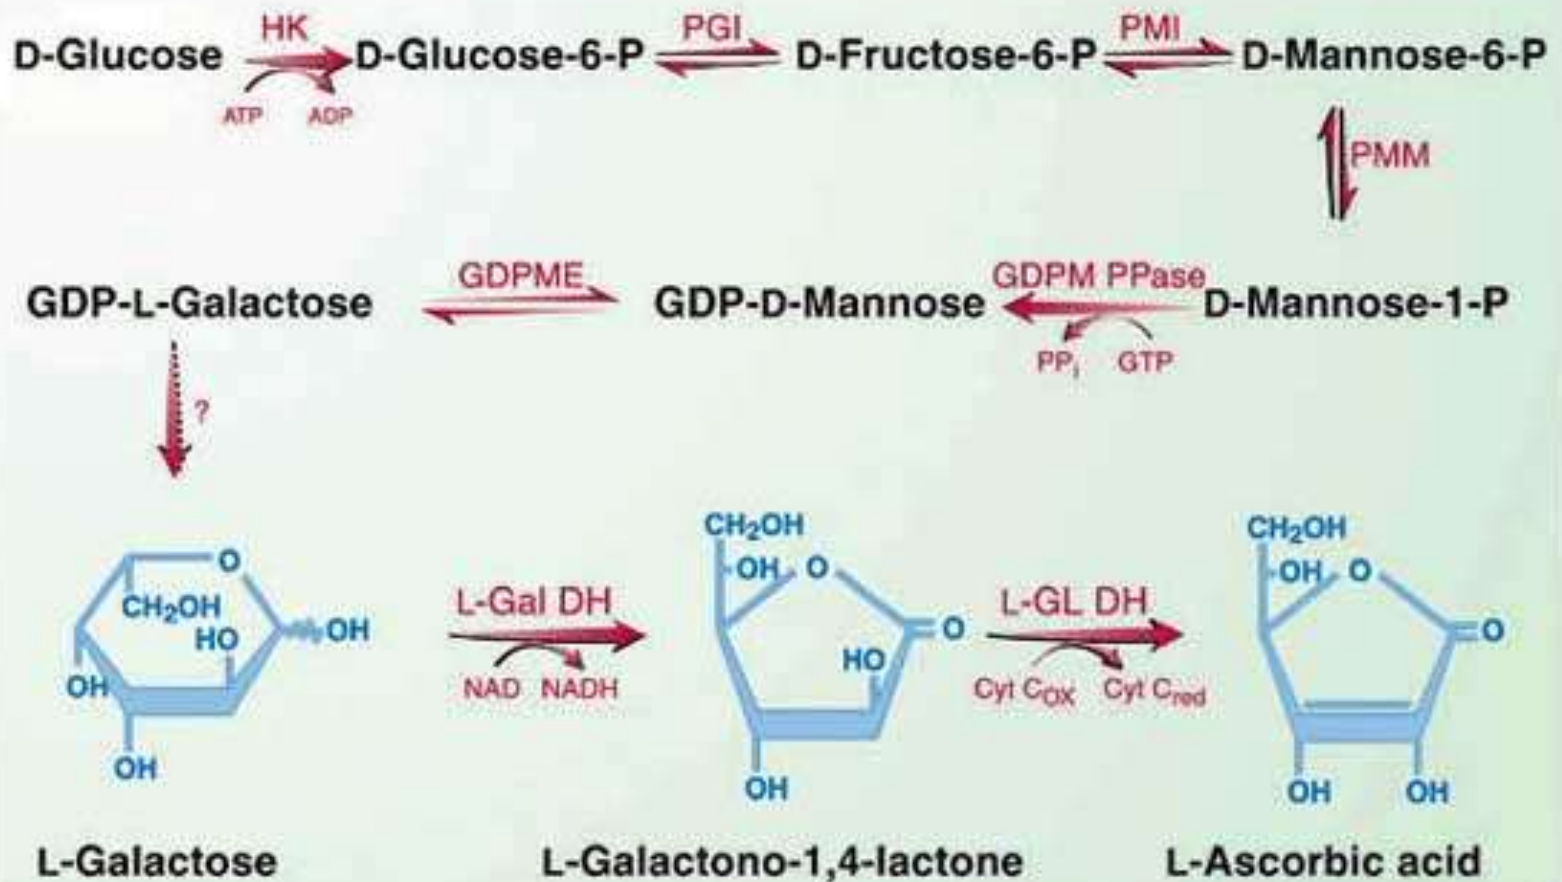 HK PGI PMI
D-Glucose D-Glucose-6-P D-Fructose-6-P D-Mannose-6-P
ATP ADP
PMM
GDPME GDPM PPase
GDP-L-Galactose GDP-D-Mannose D-Mannose-1-P
PPi GTP
?
CH2OH CH2OH
OH O OH O
O
CH2OH L-Gal DH L-GL DH
HO OH O O
HO
OH NAD NADH Cyt COX Cyt Cred
OH OH OH OH
L-Galactose L-Galactono-1,4-lactone L-Ascorbic acid